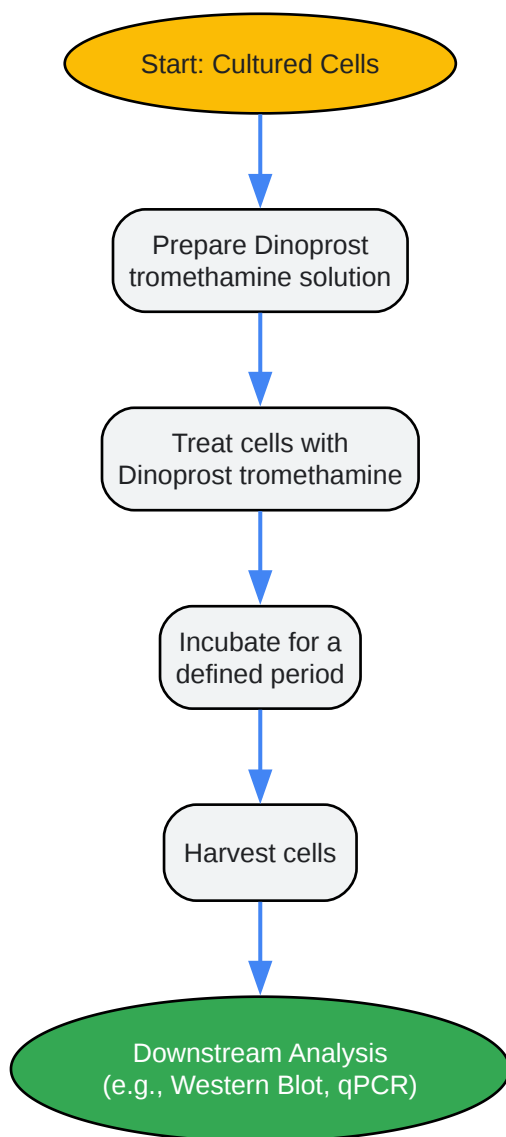 Start: Cultured Cells
Prepare Dinoprost
tromethamine solution
Treat cells with
Dinoprost tromethamine
Incubate for a
defined period
Harvest cells
Downstream Analysis
(e.g., Western Blot, qPCR)